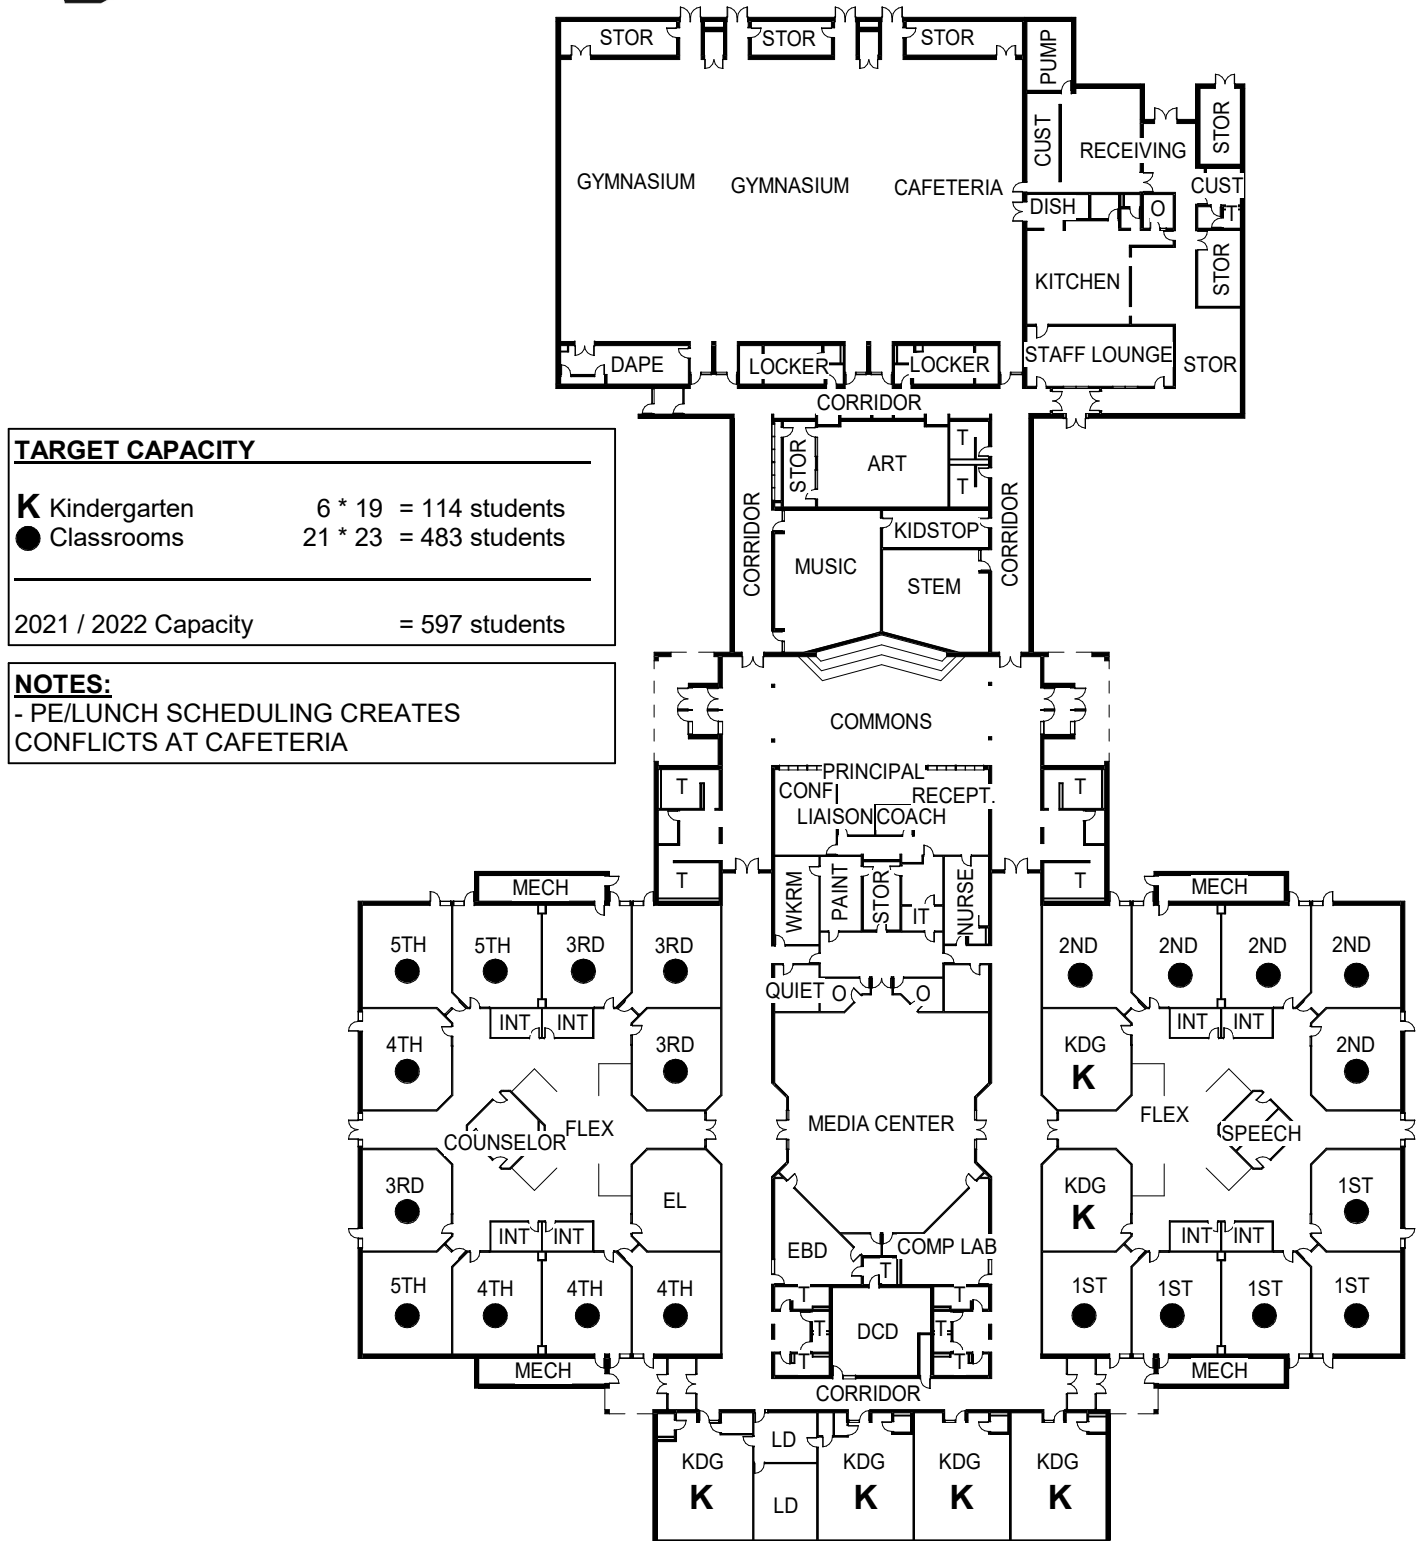 STOR
STOR
STOR
PUMP
CUST
RECEIVING
STOR
GYMNASIUM
GYMNASIUM
CAFETERIA
CUST
DISH
O
T
KITCHEN
STOR
DAPE
LOCKER
LOCKER
STAFF LOUNGE
STOR
CORRIDOR
TARGET CAPACITY
K Kindergarten 6 * 19 = 114 students
Classrooms 21 * 23 = 483 students
2021 / 2022 Capacity = 597 students
NOTES:
- PE/LUNCH SCHEDULING CREATES
CONFLICTS AT CAFETERIA
STOR
ART
T
T
CORRIDOR
CORRIDOR
KIDSTOP
MUSIC
STEM
COMMONS
PRINCIPAL
CONF
RECEPT.
LIAISON
COACH
T
T
T
T
WKRM
PAINT
STOR
IT
NURSE
QUIET
O
O
MECH
5TH
5TH
3RD
3RD
INT
INT
4TH
3RD
COUNSELOR
FLEX
3RD
EL
INT
INT
5TH
4TH
4TH
4TH
MECH
MEDIA CENTER
EBD
COMP LAB
T
T
T
T
DCD
T
T
T
CORRIDOR
MECH
2ND
2ND
2ND
2ND
INT
INT
KDG
K
2ND
FLEX
SPEECH
KDG
K
1ST
INT
INT
1ST
1ST
1ST
1ST
MECH
KDG
K
LD
LD
KDG
K
KDG
K
KDG
K